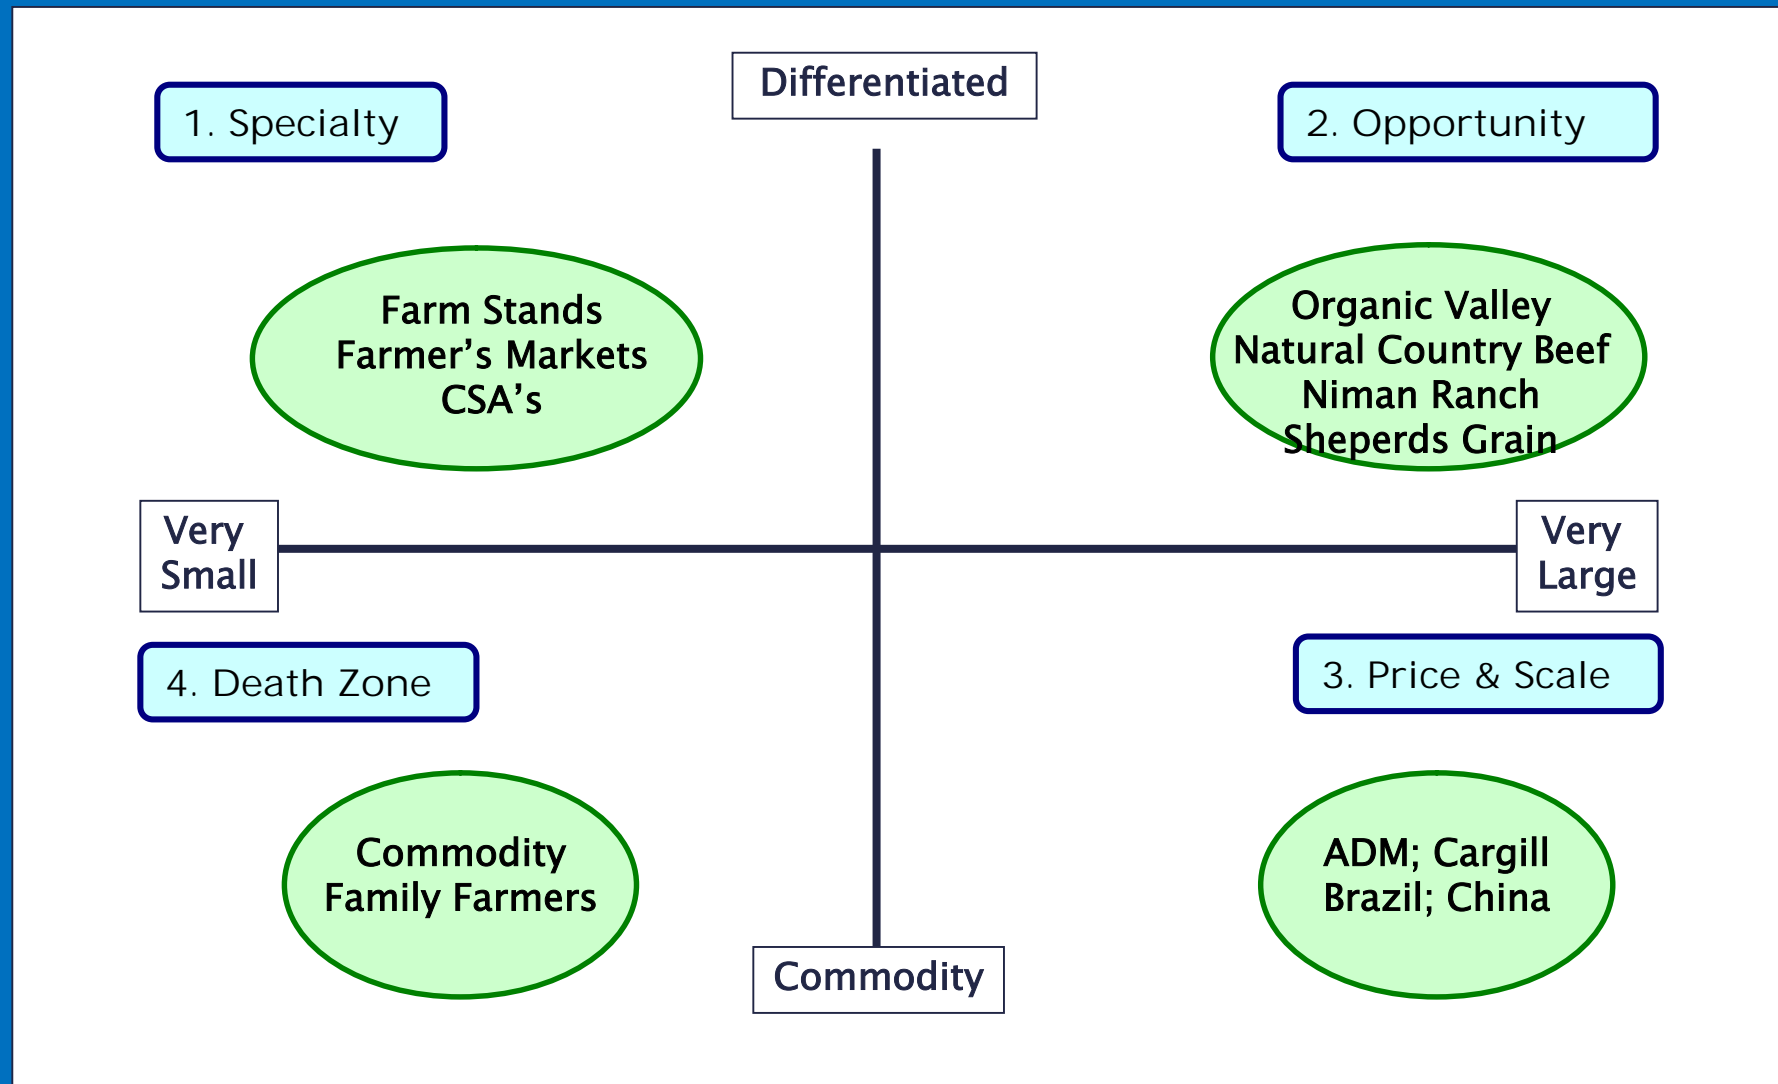 Differentiated
1. Specialty
2. Opportunity
Farm Stands
Farmer’s Markets
CSA’s
Organic Valley
Natural Country Beef
Niman Ranch
Sheperds Grain
Very
Small
Very
Large
4. Death Zone
3. Price & Scale
Commodity
Family Farmers
ADM; Cargill
Brazil; China
Commodity